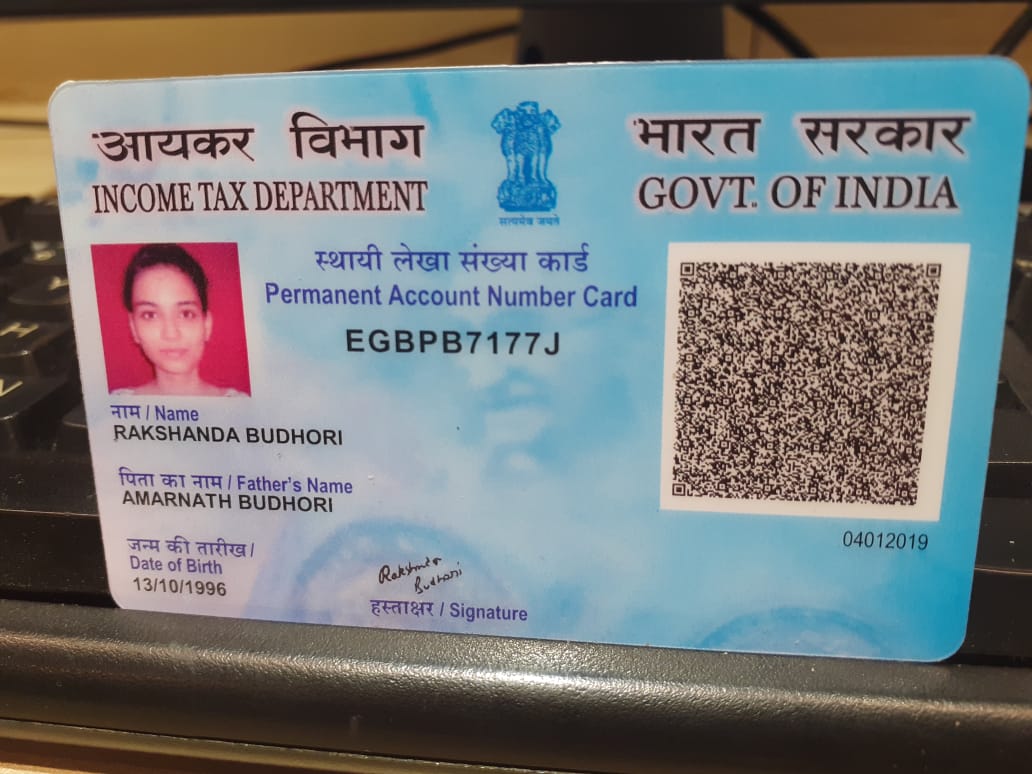 आयकर विभाग
INCOME TAX DEPARTMENT
सत्यमेव जयते
भारत सरकार
GOVT. OF INDIA
स्थायी लेखा संख्या कार्ड
Permanent Account Number Card
EGBPB7177J
नाम / Name
RAKSHANDA BUDHORI
पिता का नाम / Father's Name
AMARNATH BUDHORI
जन्म की तारीख /
Date of Birth
13/10/1996
Rakshanda
Budhori
हस्ताक्षर / Signature
04012019